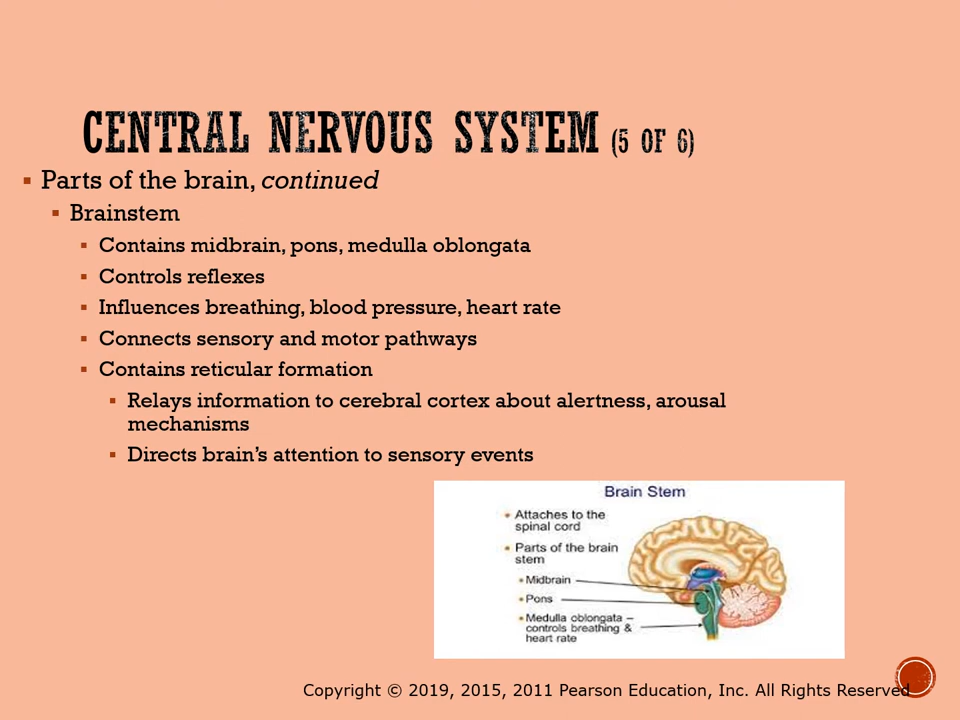 CENTRAL NERVOUS SYSTEM (5 OF 6)
▪ Parts of the brain, continued
▪ Brainstem
▪ Contains midbrain, pons, medulla oblongata
▪ Controls reflexes
▪ Influences breathing, blood pressure, heart rate
▪ Connects sensory and motor pathways
▪ Contains reticular formation
▪ Relays information to cerebral cortex about alertness, arousal
mechanisms
▪ Directs brain’s attention to sensory events
Brain Stem
• Attaches to the
spinal cord
• Parts of the brain
stem
• Midbrain
• Pons
• Medulla oblongata –
controls breathing &
heart rate
Copyright © 2019, 2015, 2011 Pearson Education, Inc. All Rights Reserved